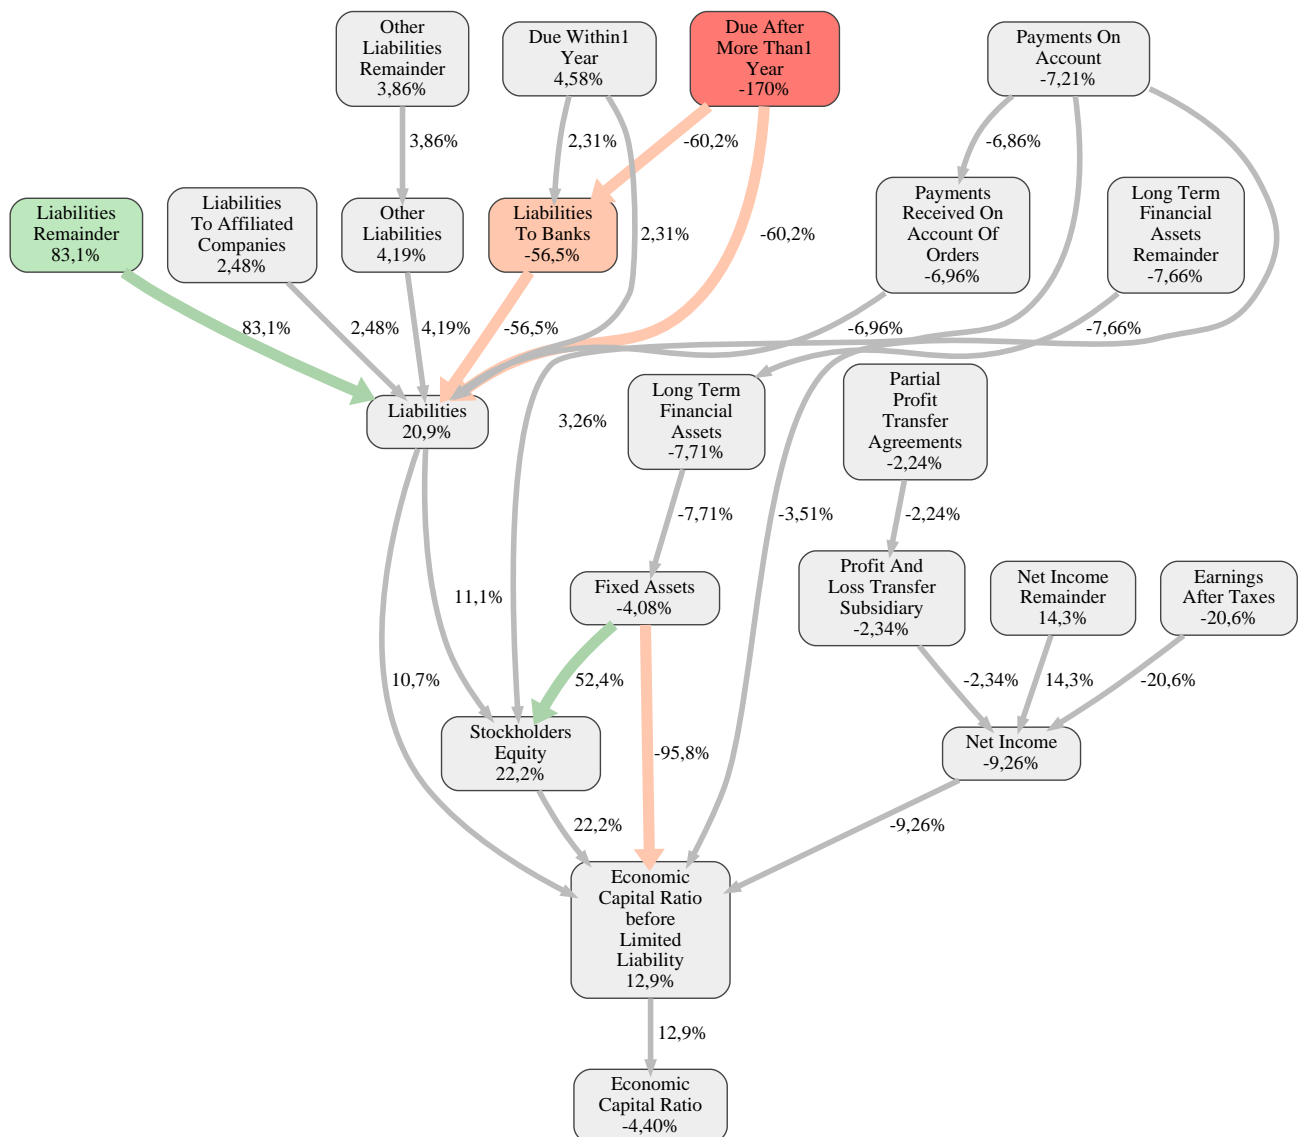 Other
Liabilities
Remainder
3,86%
Due Within1
Year
4,58%
Due After
More Than1
Year
-170%
Payments On
Account
-7,21%
3,86%
2,31%
-60,2%
-6,86%
Liabilities
Remainder
83,1%
Liabilities
To Affiliated
Companies
2,48%
Other
Liabilities
4,19%
Liabilities
To Banks
-56,5%
2,31%
-60,2%
Payments
Received On
Account Of
Orders
-6,96%
Long Term
Financial
Assets
Remainder
-7,66%
83,1%
2,48%
4,19%
-56,5%
-6,96%
-7,66%
Liabilities
20,9%
3,26%
Long Term
Financial
Assets
-7,71%
Partial
Profit
Transfer
Agreements
-2,24%
-7,71%
-3,51%
-2,24%
11,1%
Fixed Assets
-4,08%
Profit And
Loss Transfer
Subsidiary
-2,34%
Net Income
Remainder
14,3%
Earnings
After Taxes
-20,6%
10,7%
52,4%
-2,34%
14,3%
-20,6%
Stockholders
Equity
22,2%
-95,8%
Net Income
-9,26%
22,2%
-9,26%
Economic
Capital Ratio
before
Limited
Liability
12,9%
12,9%
Economic
Capital Ratio
-4,40%